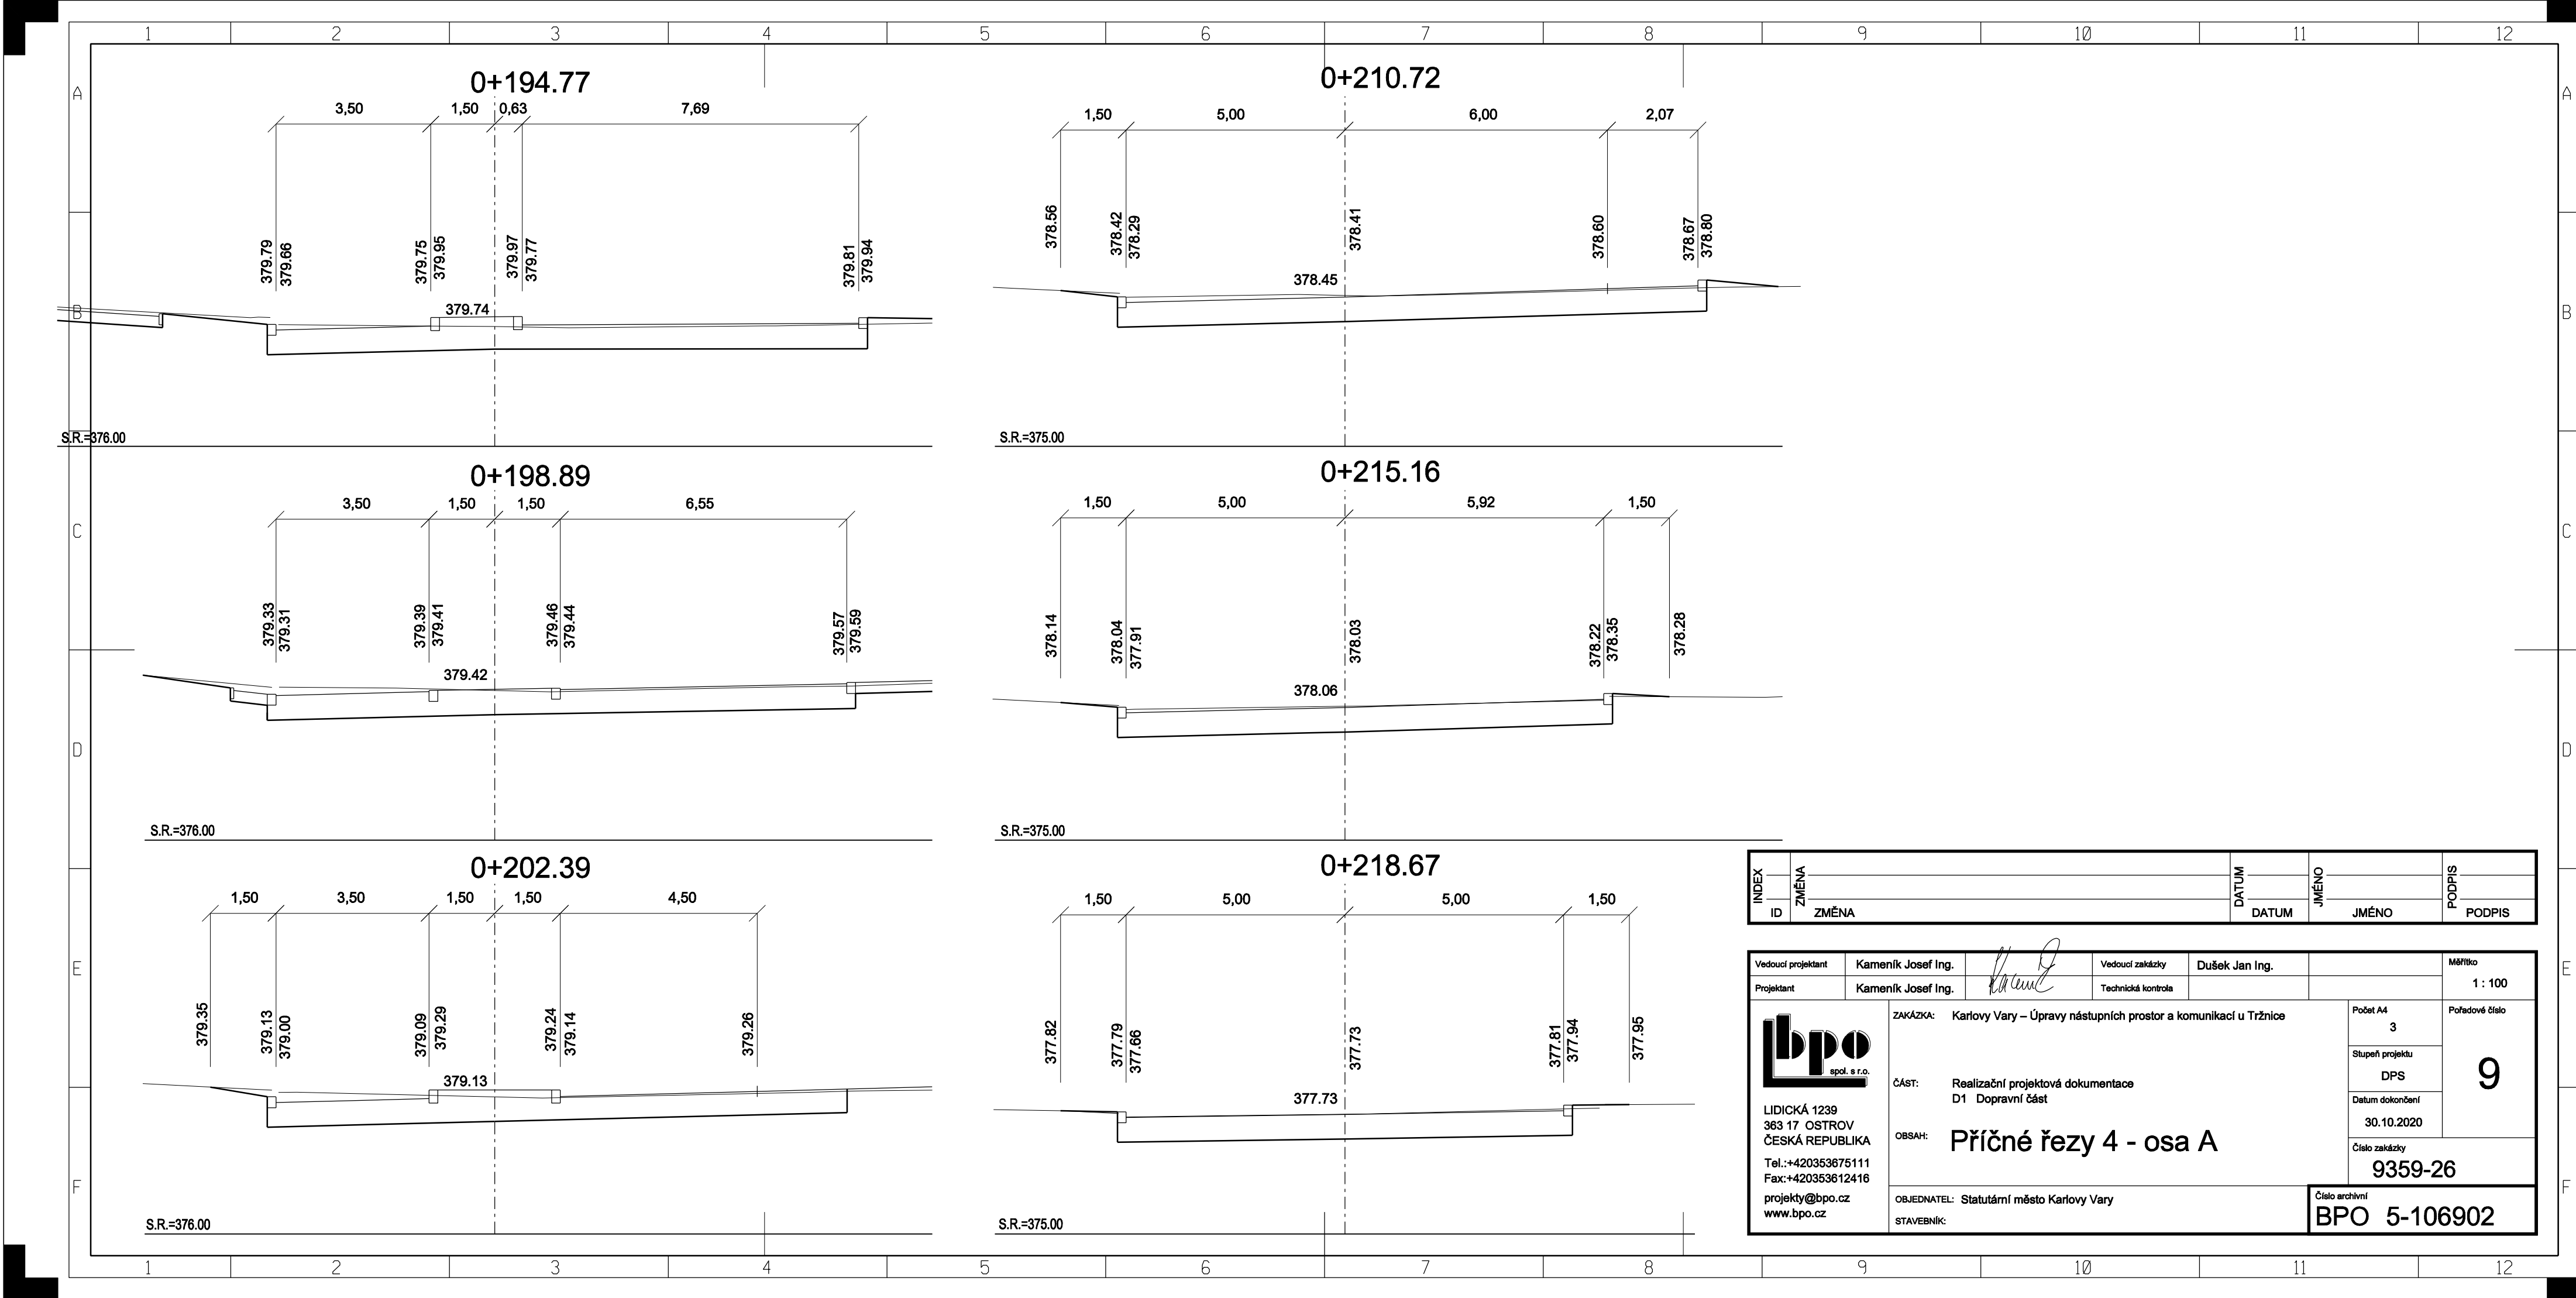 1 2 3 4 5 6 7 8 9 10 11 12
A A
B B
C C
D D
E E
F F
0+194.77
3,50 1,50 0,63 7,69
379.79 379.66 379.75 379.95 379.97 379.77 379.81 379.94
379.74
S.R.=376.00
0+198.89
3,50 1,50 1,50 6,55
379.33 379.31 379.39 379.41 379.46 379.44 379.57 379.59
379.42
S.R.=376.00
0+202.39
1,50 3,50 1,50 1,50 4,50
379.35 379.13 379.00 379.09 379.29 379.24 379.14 379.26
379.13
S.R.=376.00
0+210.72
1,50 5,00 6,00 2,07
378.56 378.42 378.29 378.41 378.60 378.67 378.80
378.45
S.R.=375.00
0+215.16
1,50 5,00 5,92 1,50
378.14 378.04 377.91 378.03 378.22 378.35 378.28
378.06
S.R.=375.00
0+218.67
1,50 5,00 5,00 1,50
377.82 377.79 377.66 377.73 377.81 377.94 377.95
377.73
S.R.=375.00
INDEX ZMĚNA DATUM JMÉNO PODPIS
ID ZMĚNA DATUM JMÉNO PODPIS
Vedoucí projektant Kameník Josef Ing. Vedoucí zakázky Dušek Jan Ing. Měřítko
1 : 100
Projektant Kameník Josef Ing. Technická kontrola
bpo
spol. s r.o.
LIDICKÁ 1239
363 17 OSTROV
ČESKÁ REPUBLIKA
Tel.:+420353675111
Fax:+420353612416
projekty@bpo.cz
www.bpo.cz
ZAKÁZKA: Karlovy Vary – Úpravy nástupních prostor a komunikací u Tržnice
ČÁST: Realizační projektová dokumentace
D1 Dopravní část
OBSAH: Příčné řezy 4 - osa A
OBJEDNATEL: Statutární město Karlovy Vary
STAVEBNÍK:
Počet A4
3
Stupeň projektu
DPS
Datum dokončení
30.10.2020
Pořadové číslo
9
Číslo zakázky
9359-26
Číslo archivní
BPO 5-106902
1 2 3 4 5 6 7 8 9 10 11 12